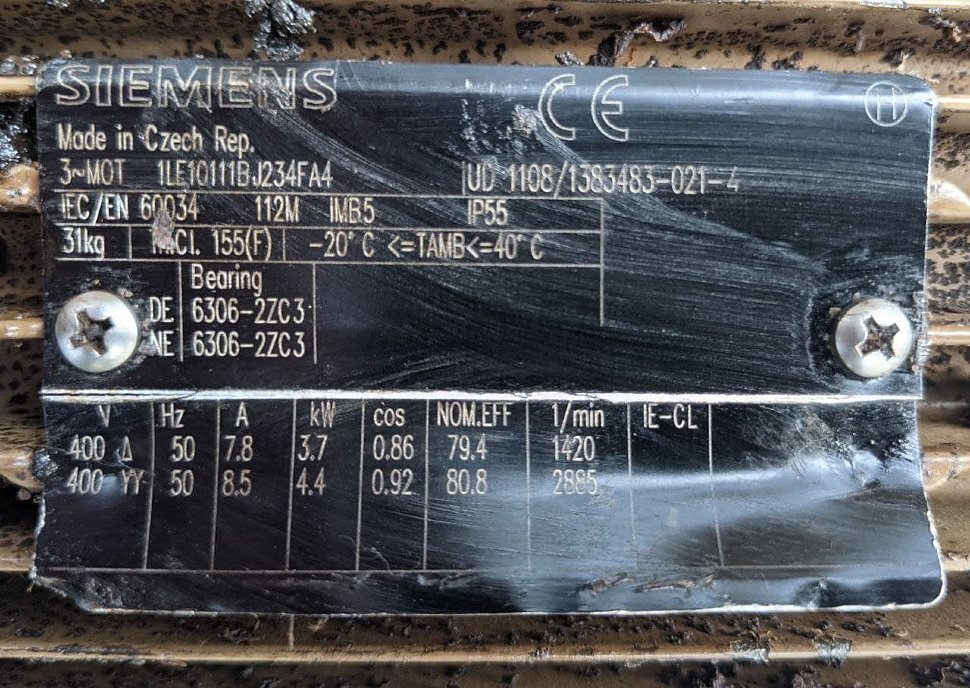 SIEMENS CE
Made in Czech Rep.
3~MOT 1LE10111BJ234FA4 UD 1108/1383483-021-4
IEC/EN 60034 112M IMB5 IP55
31kg 155(F) -20° C <=TAMB<=40° C
Bearing
DE 6306-2ZC3
NE 6306-2ZC3
V Hz A kW cos NOM.EFF 1/min IE-CL
400 Δ 50 7.8 3.7 0.86 79.4 1420
400 YY 50 8.5 4.4 0.92 80.8 2885